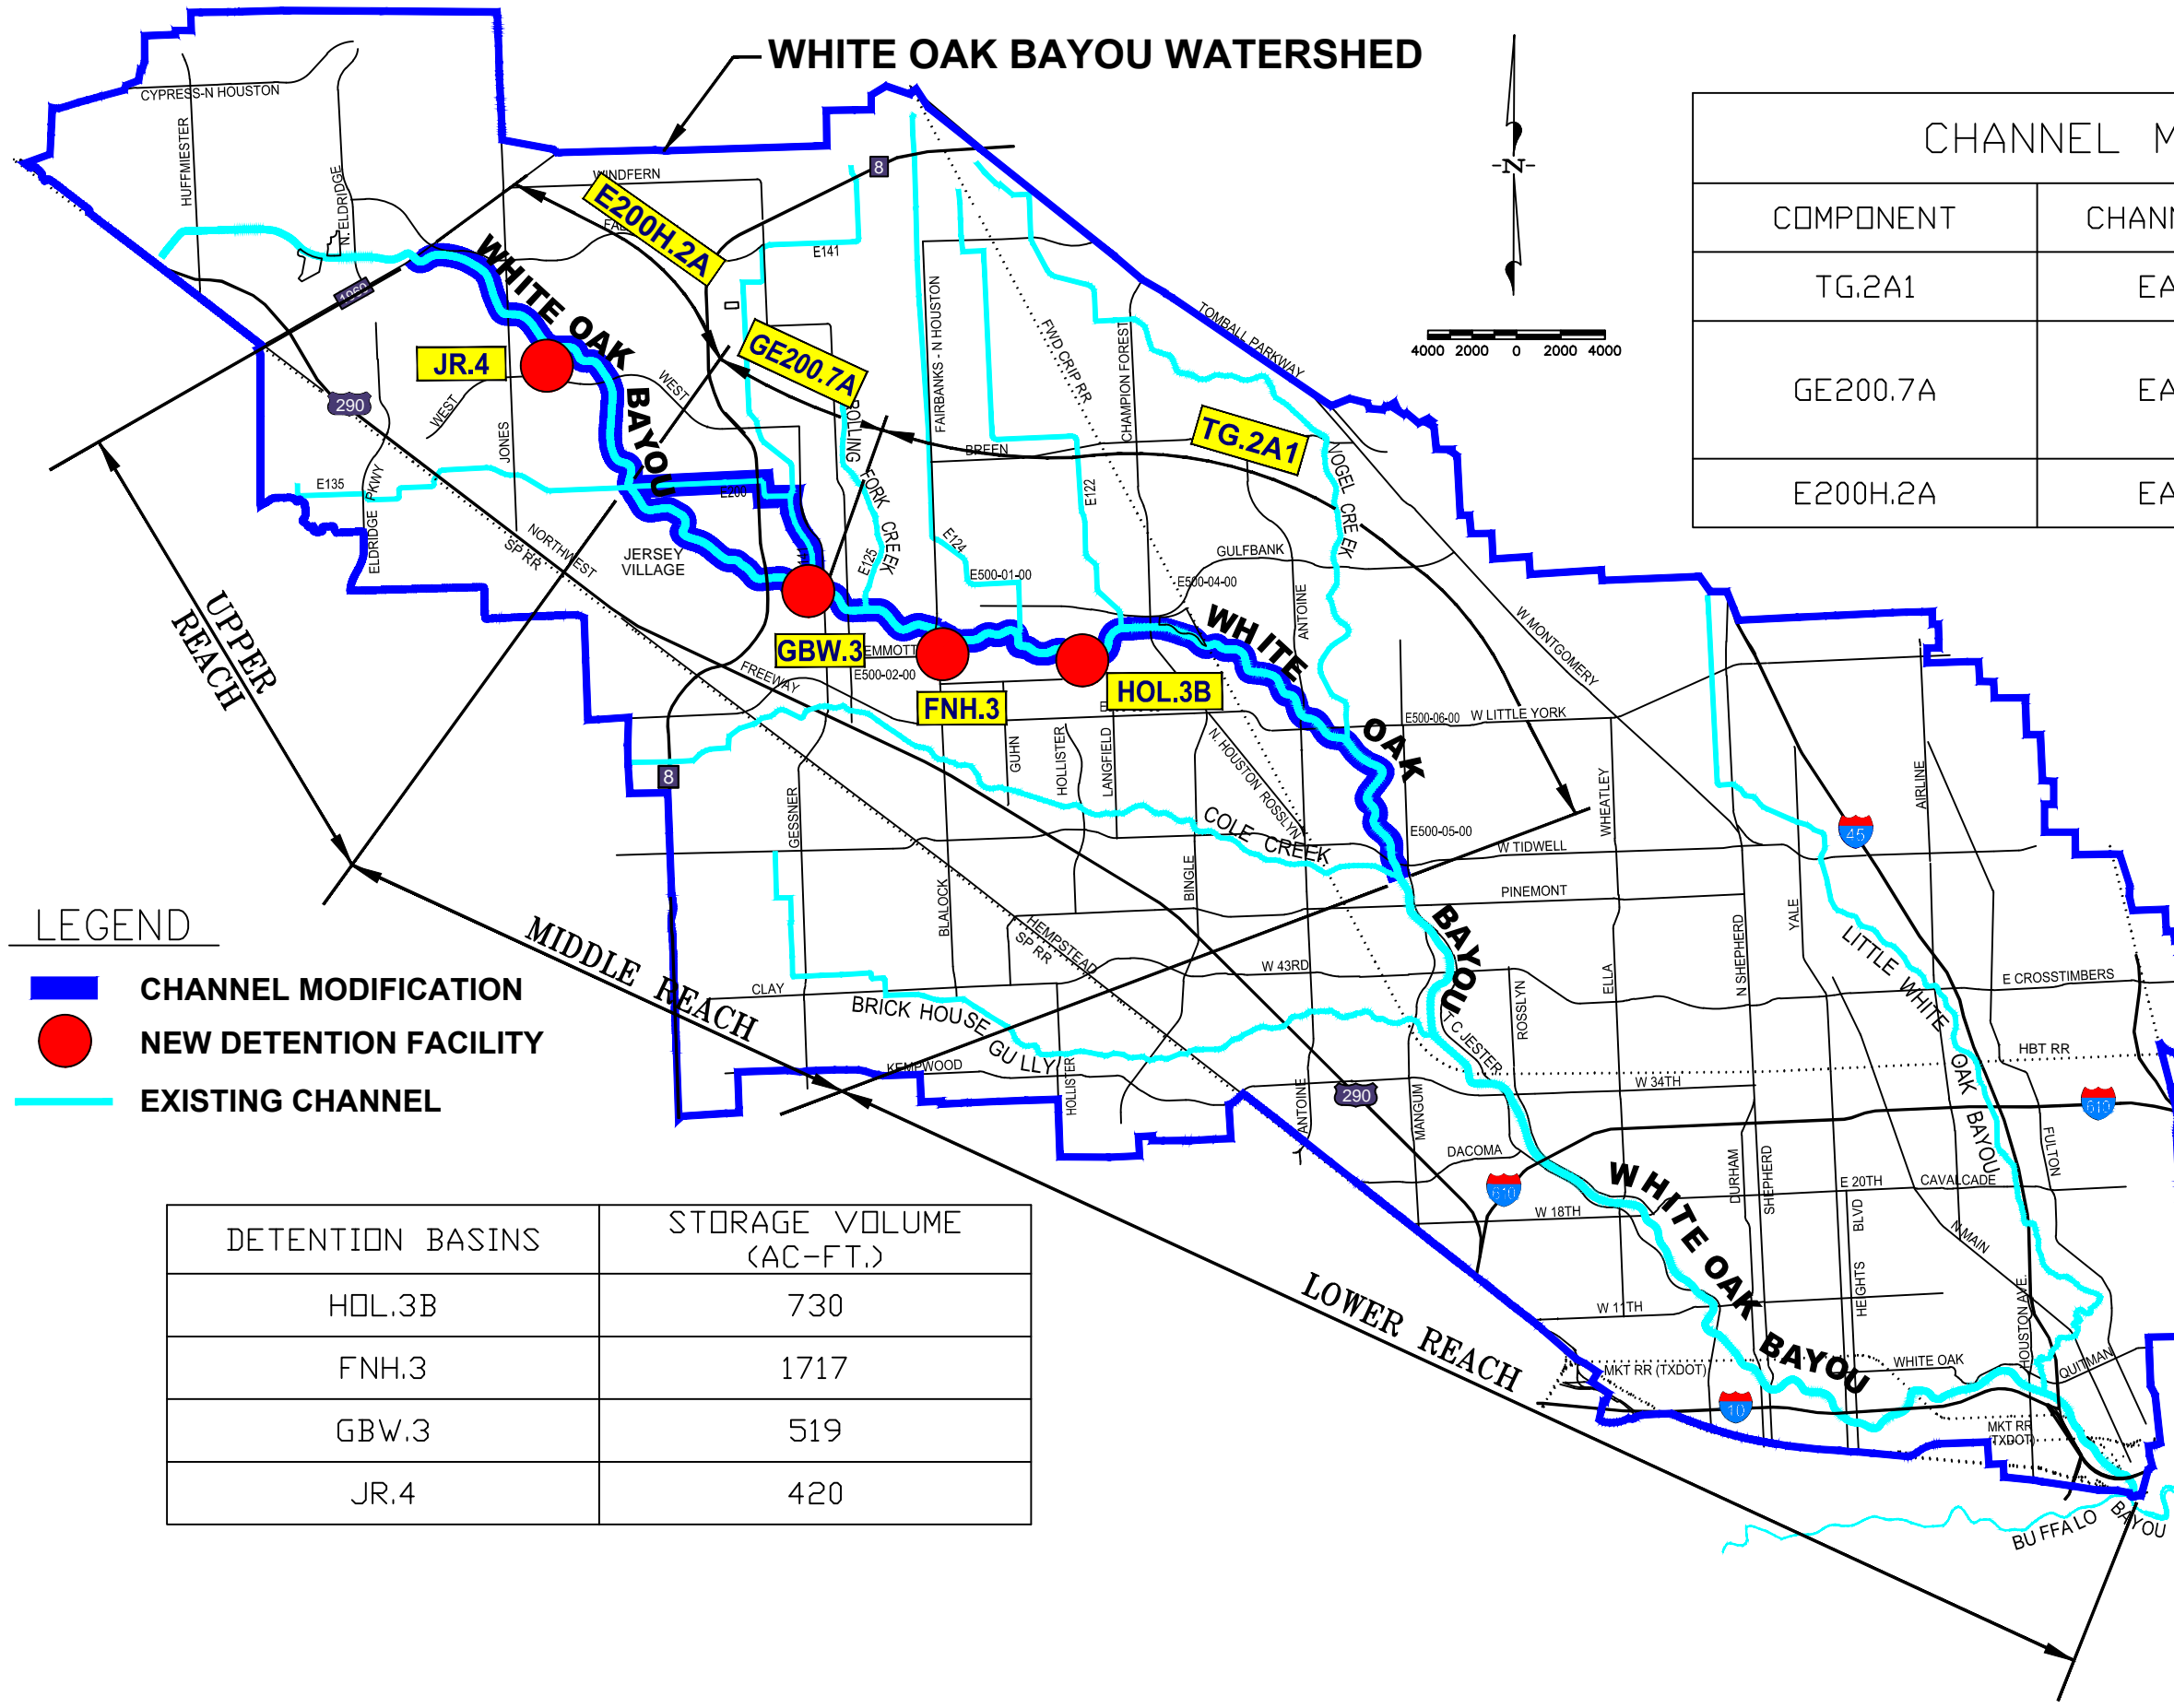 WHITE OAK BAYOU WATERSHED
CYPRESS-N HOUSTON
HUFFMIESTER
N. ELDRIDGE
WINDFERN
8
E200H.2A
E141
WHITE OAK BAYOU
1960
JR.4
290
WEST
WEST
JONES
GE200.7A
ROLLING FORK CREEK
FAIRBANKS - N HOUSTON
FWD CRIP RR
CHAMPION FOREST
TOMBALL PARKWAY
BREEN
TG.2A1
VOGEL CREEK
-N-
4000 2000 0 2000 4000
CHANNEL M
COMPONENT
CHANN
TG.2A1
EA
GE200.7A
EA
E200H.2A
EA
E135
ELDRIDGE PKWY
E200
NORTHWEST
SP RR
JERSEY
VILLAGE
E125
E124
E122
E500-01-00
E500-04-00
GULFBANK
ANTOINE
W MONTGOMERY
UPPER
REACH
GBW.3
EMMOTT
E500-02-00
FREEWAY
FNH.3
HOL.3B
WHITE OAK BAYOU
E500-06-00
W LITTLE YORK
8
GESSNER
GUHN
HOLLISTER
LANGFIELD
N. HOUSTON ROSSLYN
COLE CREEK
E500-05-00
WHEATLEY
W TIDWELL
AIRLINE
45
BLALOCK
BINGLE
PINEMONT
N SHEPHERD
YALE
LITTLE WHITE OAK BAYOU
MIDDLE REACH
HEMPSTEAD
SP RR
W 43RD
ELLA
ROSSLYN
E CROSSTIMBERS
CLAY
BRICK HOUSE GULLY
T C JESTER
HBT RR
KEMPWOOD
HOLLISTER
ANTOINE
290
MANGUM
W 34TH
610
DACOMA
610
DURHAM
SHEPHERD
E 20TH
CAVALCADE
FULTON
W 18TH
BLVD
HEIGHTS
N.MAIN
WHITE OAK BAYOU
W 11TH
HOUSTON AVE.
LOWER REACH
MKT RR (TXDOT)
10
WHITE OAK
QUITMAN
MKT RR
(TXDOT)
BUFFALO BAYOU
LEGEND
CHANNEL MODIFICATION
NEW DETENTION FACILITY
EXISTING CHANNEL
DETENTION BASINS
STORAGE VOLUME
(AC-FT.)
HOL.3B
730
FNH.3
1717
GBW.3
519
JR.4
420